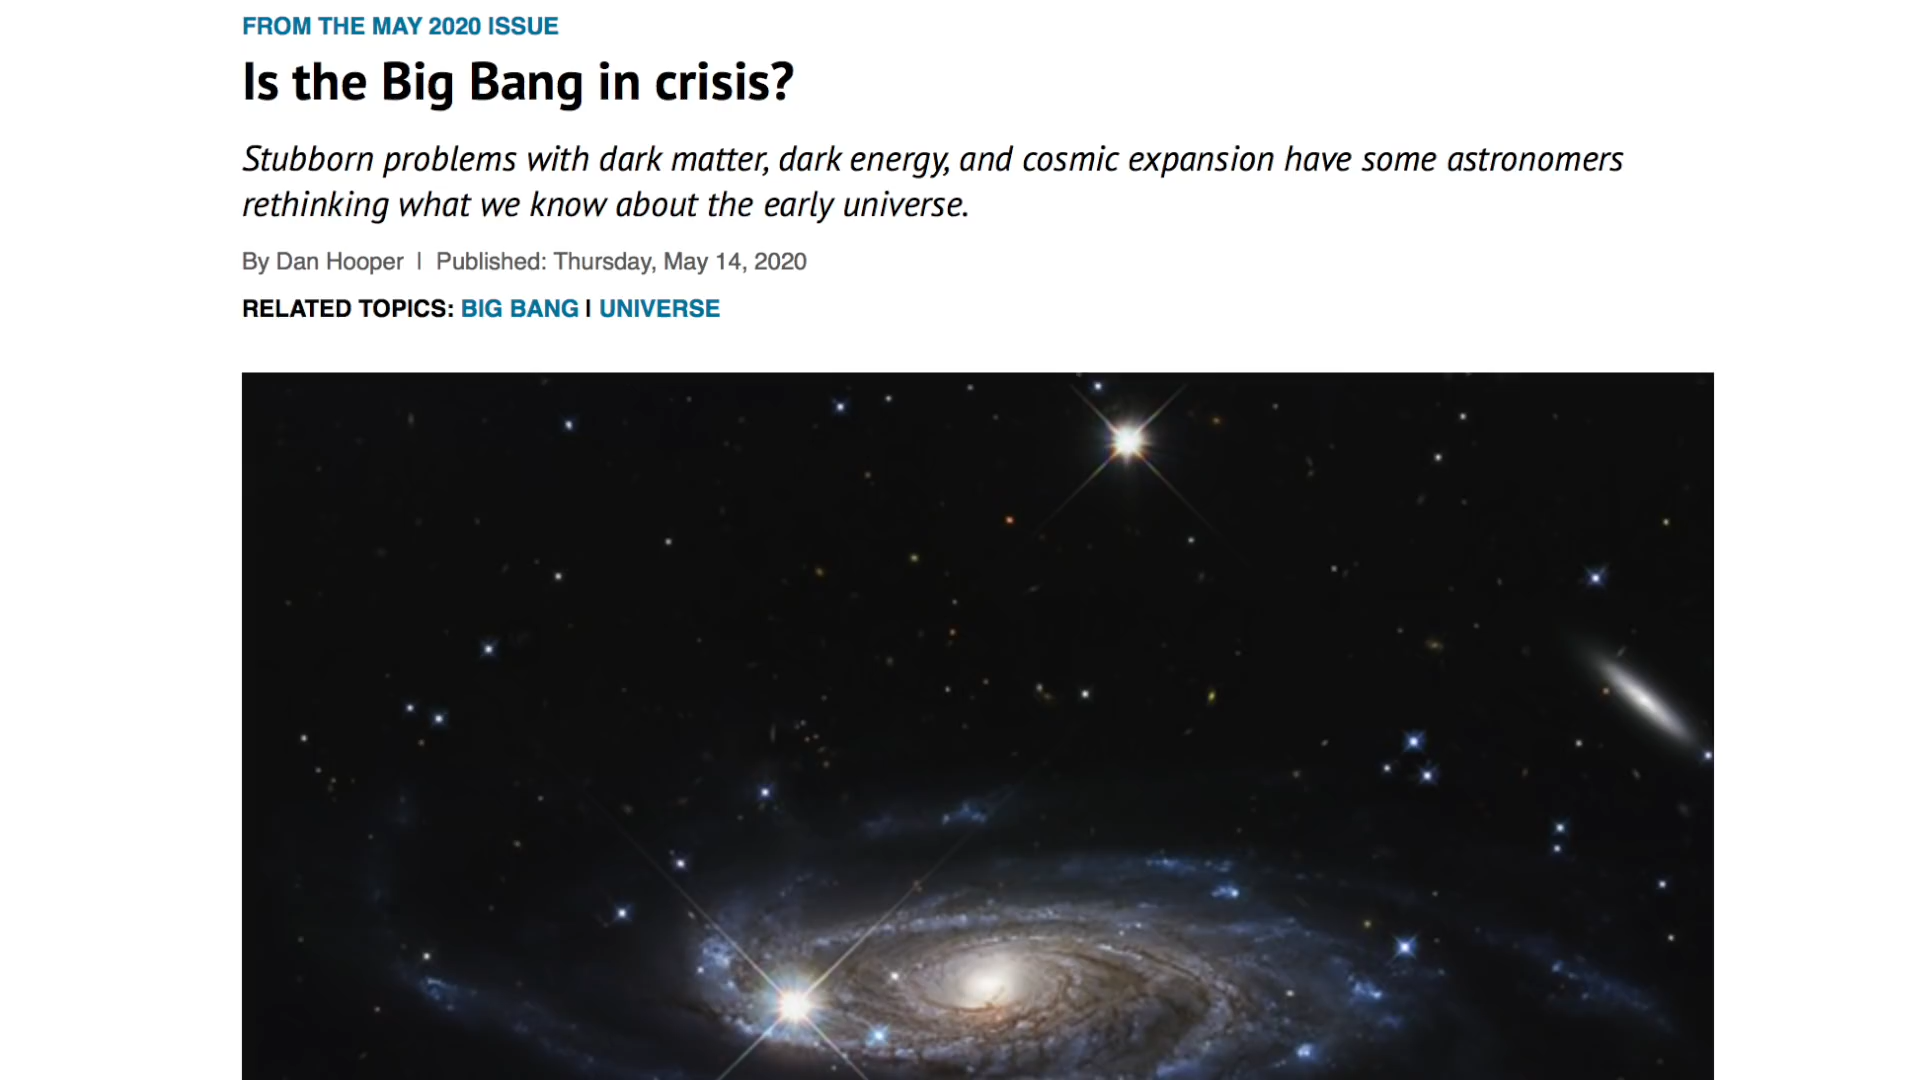 FROM THE MAY 2020 ISSUE
Is the Big Bang in crisis?
Stubborn problems with dark matter, dark energy, and cosmic expansion have some astronomers
rethinking what we know about the early universe.
By Dan Hooper | Published: Thursday, May 14, 2020
RELATED TOPICS: BIG BANG | UNIVERSE